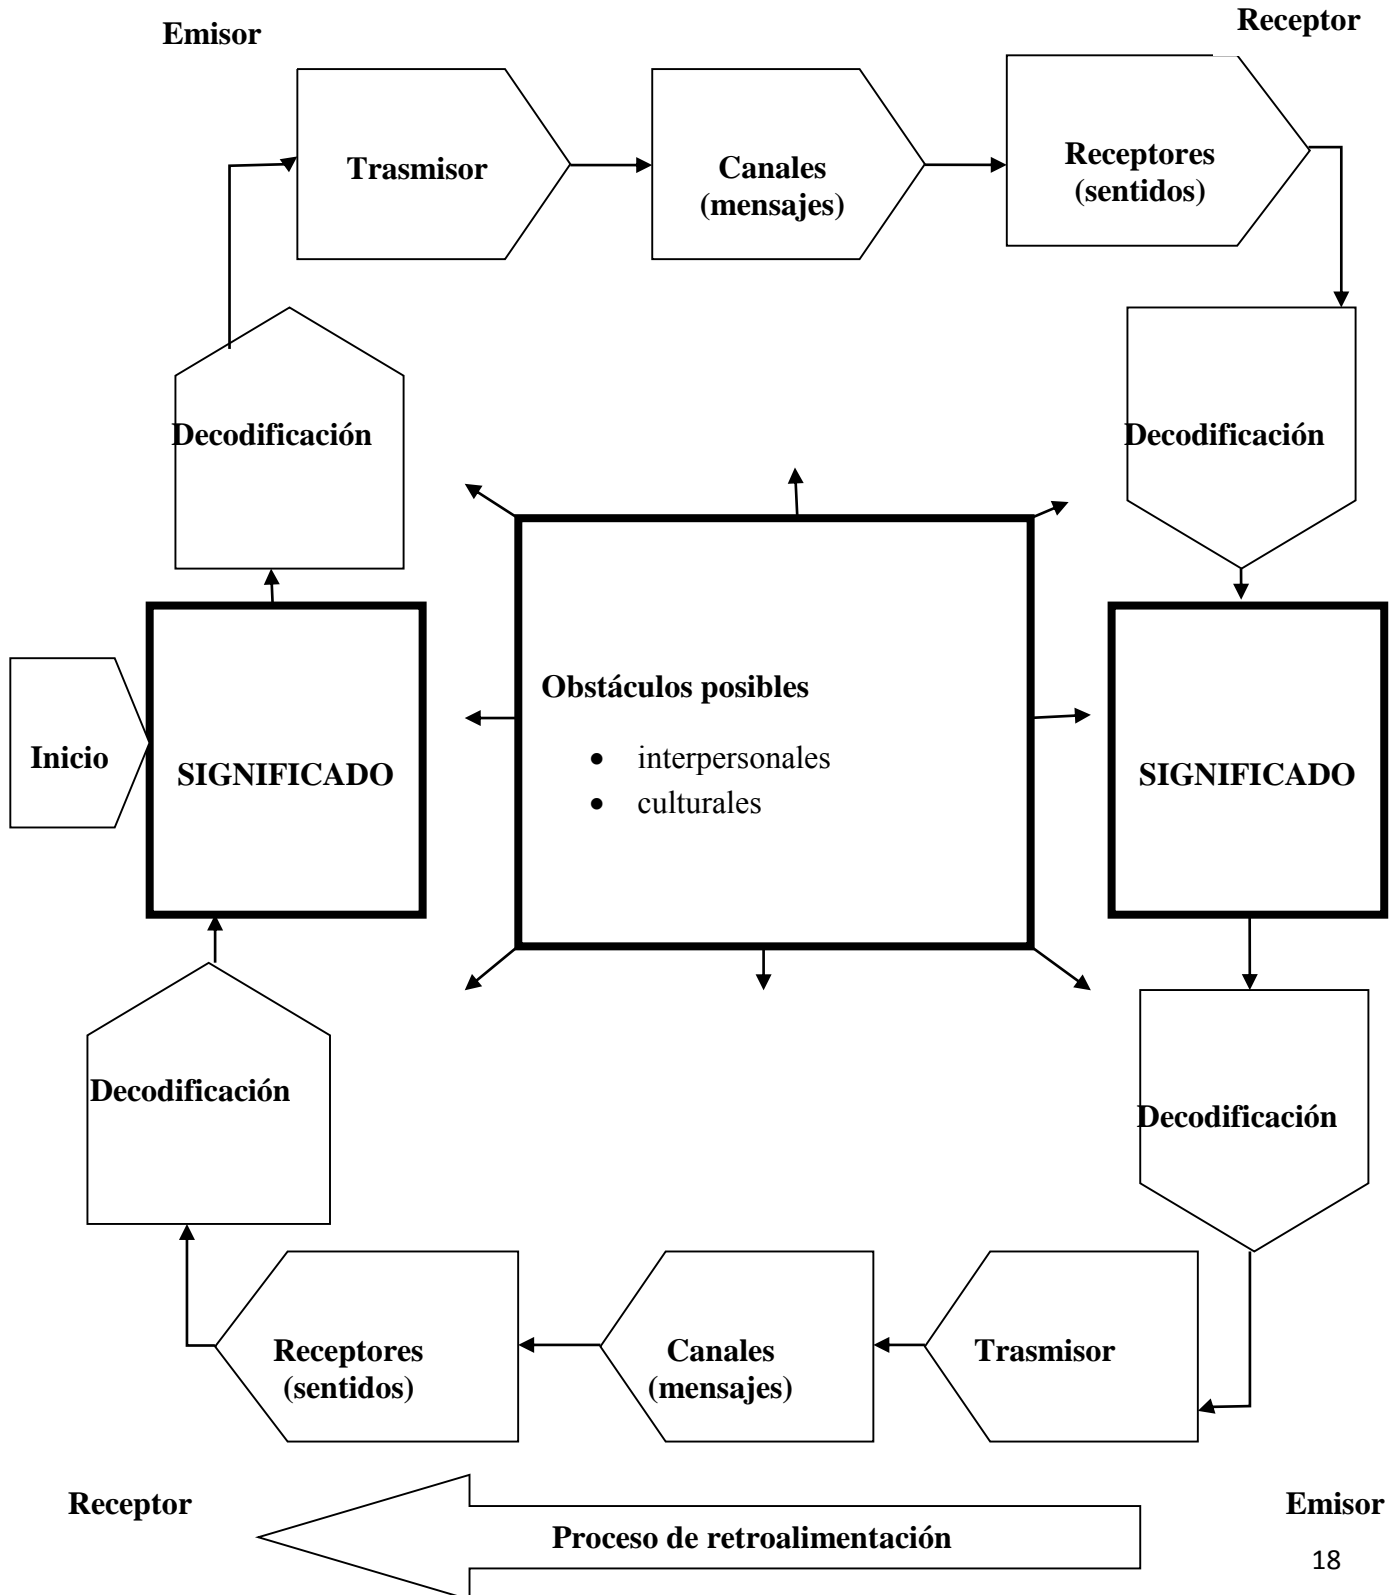 Emisor
Receptor
Trasmisor
Canales
(mensajes)
Receptores
(sentidos)
Decodificación
Decodificación
Obstáculos posibles
• interpersonales
• culturales
Inicio
SIGNIFICADO
SIGNIFICADO
Decodificación
Decodificación
Receptores
(sentidos)
Canales
(mensajes)
Trasmisor
Receptor
Emisor
Proceso de retroalimentación
18